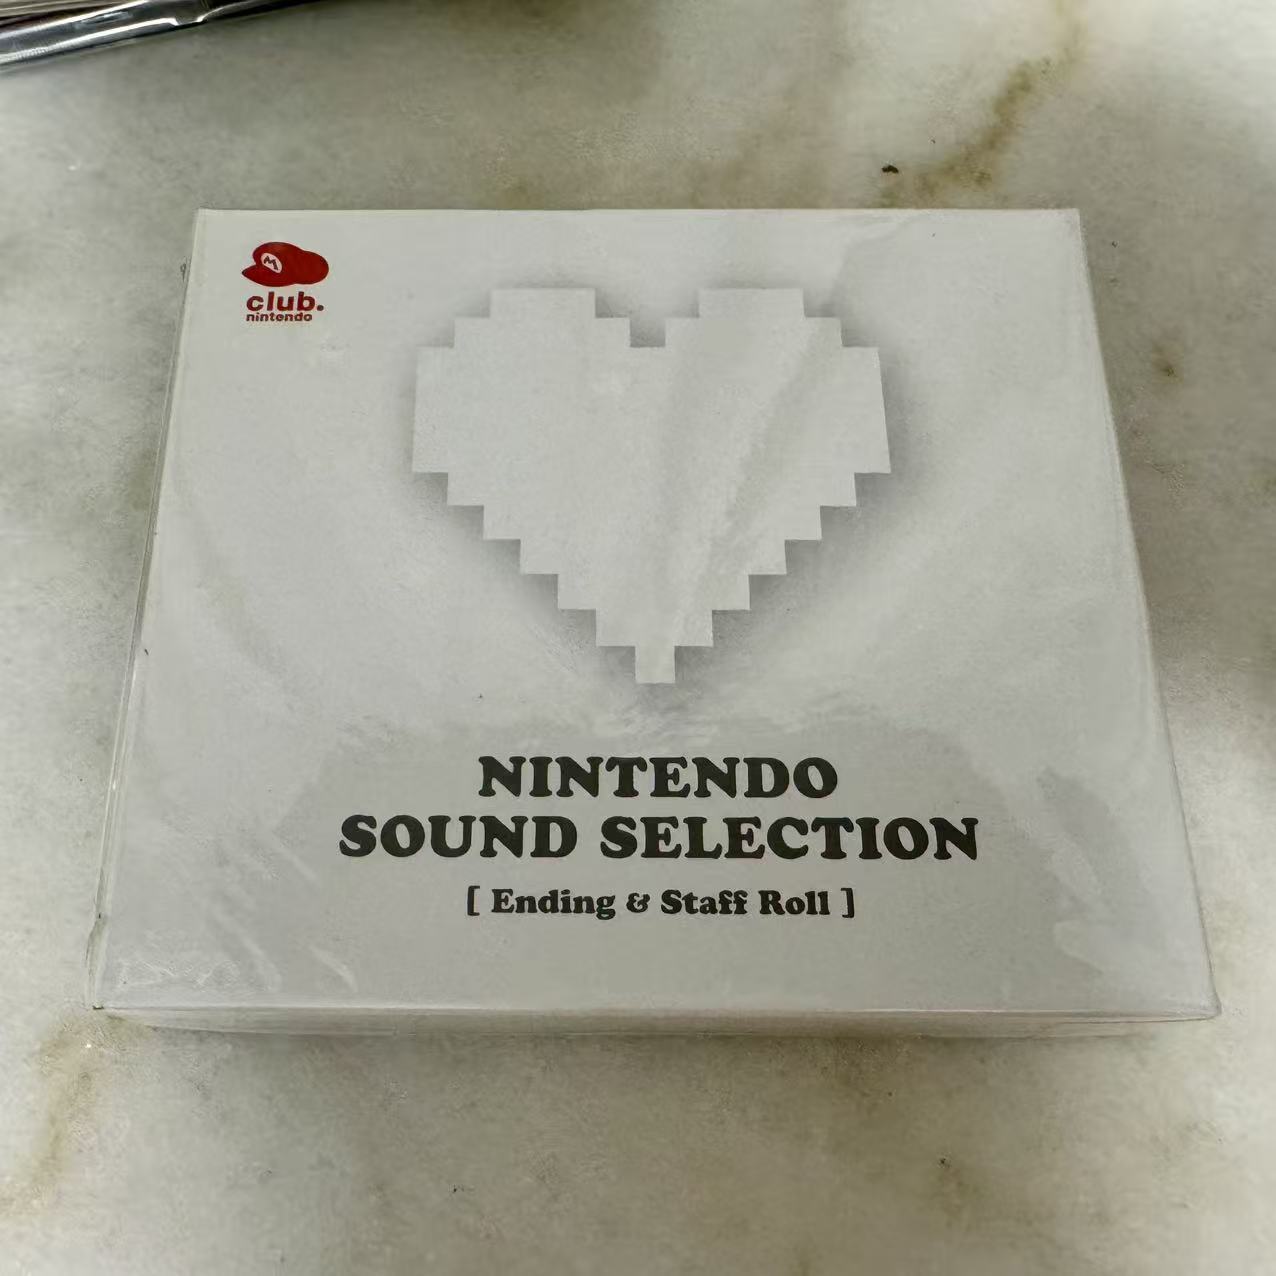 M
club.
nintendo
NINTENDO
SOUND SELECTION
[ Ending & Staff Roll ]